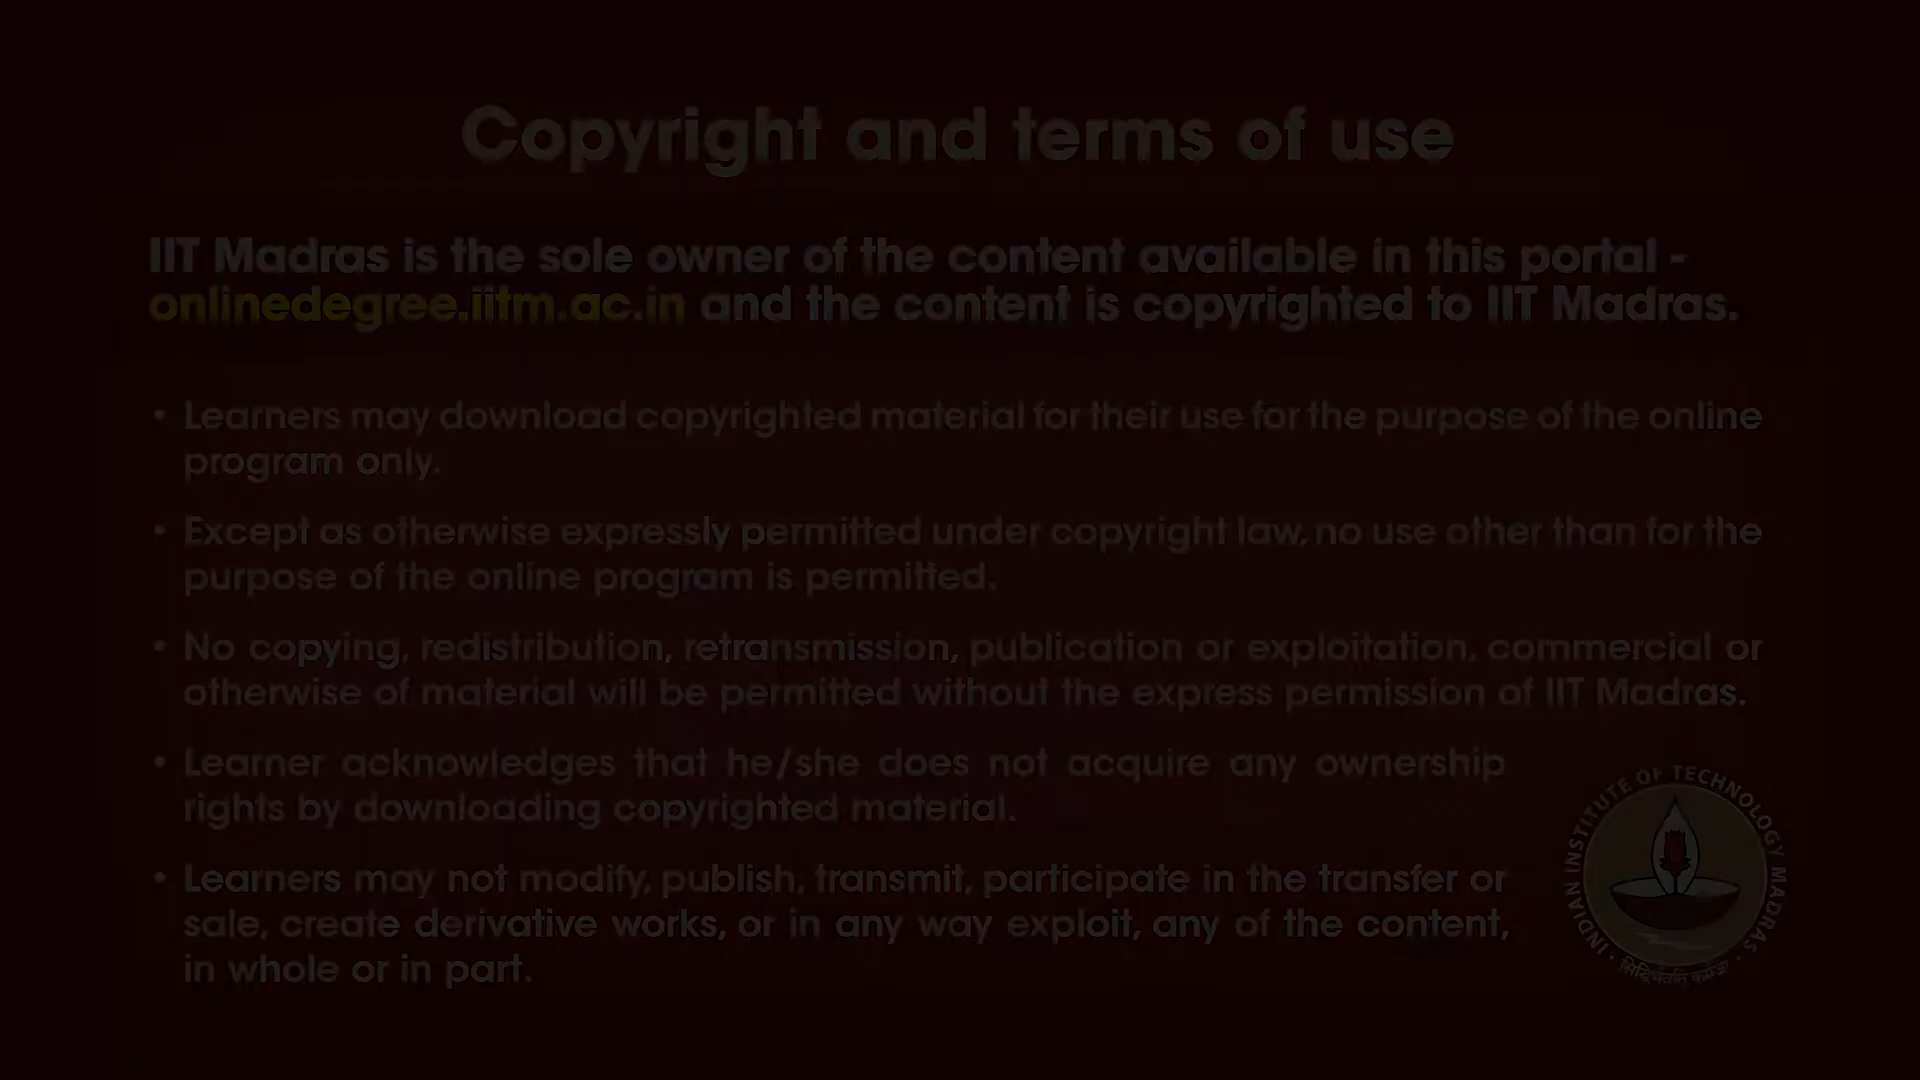 Copyright and terms of use
IIT Madras is the sole owner of the content available in this portal -
onlinedegree.iitm.ac.in and the content is copyrighted to IIT Madras.
• Learners may download copyrighted material for their use for the purpose of the online
program only.
• Except as otherwise expressly permitted under copyright law, no use other than for the
purpose of the online program is permitted.
• No copying, redistribution, retransmission, publication or exploitation, commercial or
otherwise of material will be permitted without the express permission of IIT Madras.
• Learner acknowledges that he/she does not acquire any ownership
rights by downloading copyrighted material.
• Learners may not modify, publish, transmit, participate in the transfer or
sale, create derivative works, or in any way exploit, any of the content,
in whole or in part.
INDIAN INSTITUTE OF TECHNOLOGY MADRAS